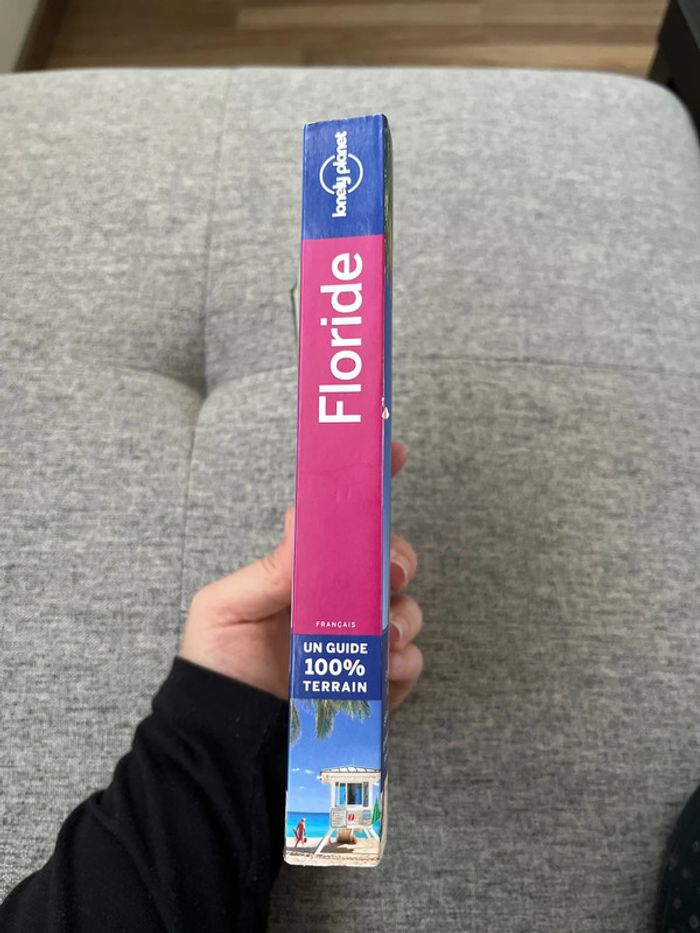 lonely planet
Floride
FRANÇAIS
UN GUIDE
100%
TERRAIN